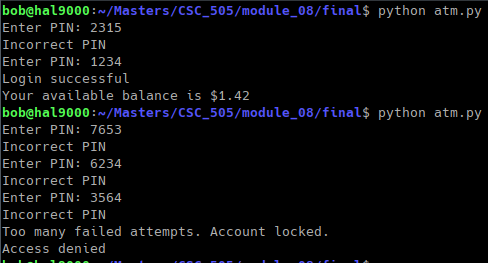 bob@hal9000:~/Masters/CSC_505/module_08/final$ python atm.py
Enter PIN: 2315
Incorrect PIN
Enter PIN: 1234
Login successful
Your available balance is $1.42
bob@hal9000:~/Masters/CSC_505/module_08/final$ python atm.py
Enter PIN: 7653
Incorrect PIN
Enter PIN: 6234
Incorrect PIN
Enter PIN: 3564
Incorrect PIN
Too many failed attempts. Account locked.
Access denied